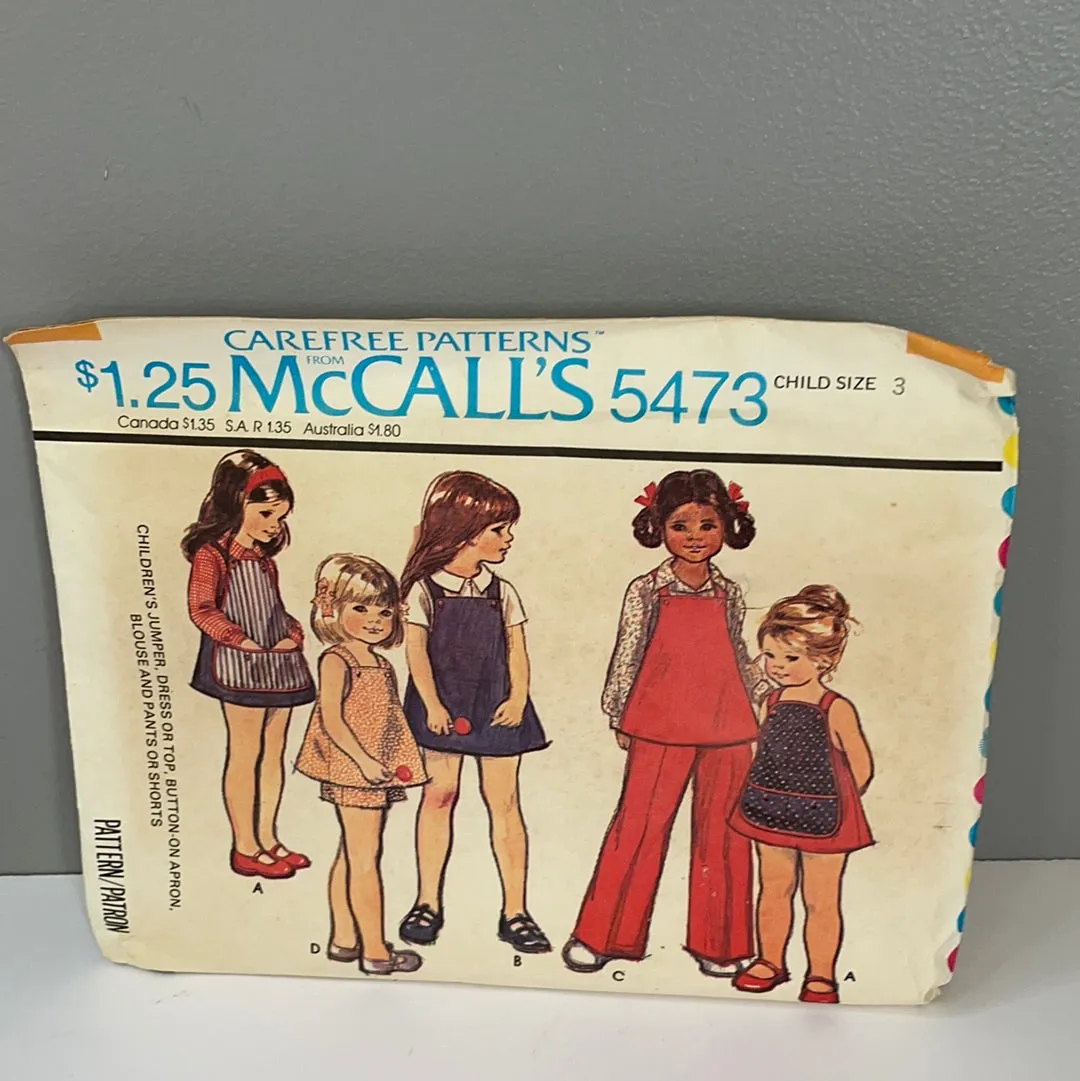 CAREFREE PATTERNS™
FROM
$1.25 McCALL'S 5473 CHILD SIZE 3
Canada $1.35 S.A. R 1.35 Australia $1.80
CHILDREN'S JUMPER, DRESS OR TOP, BUTTON-ON APRON,
BLOUSE AND PANTS OR SHORTS
PATTERN/PATRON
A
D
B
C
A